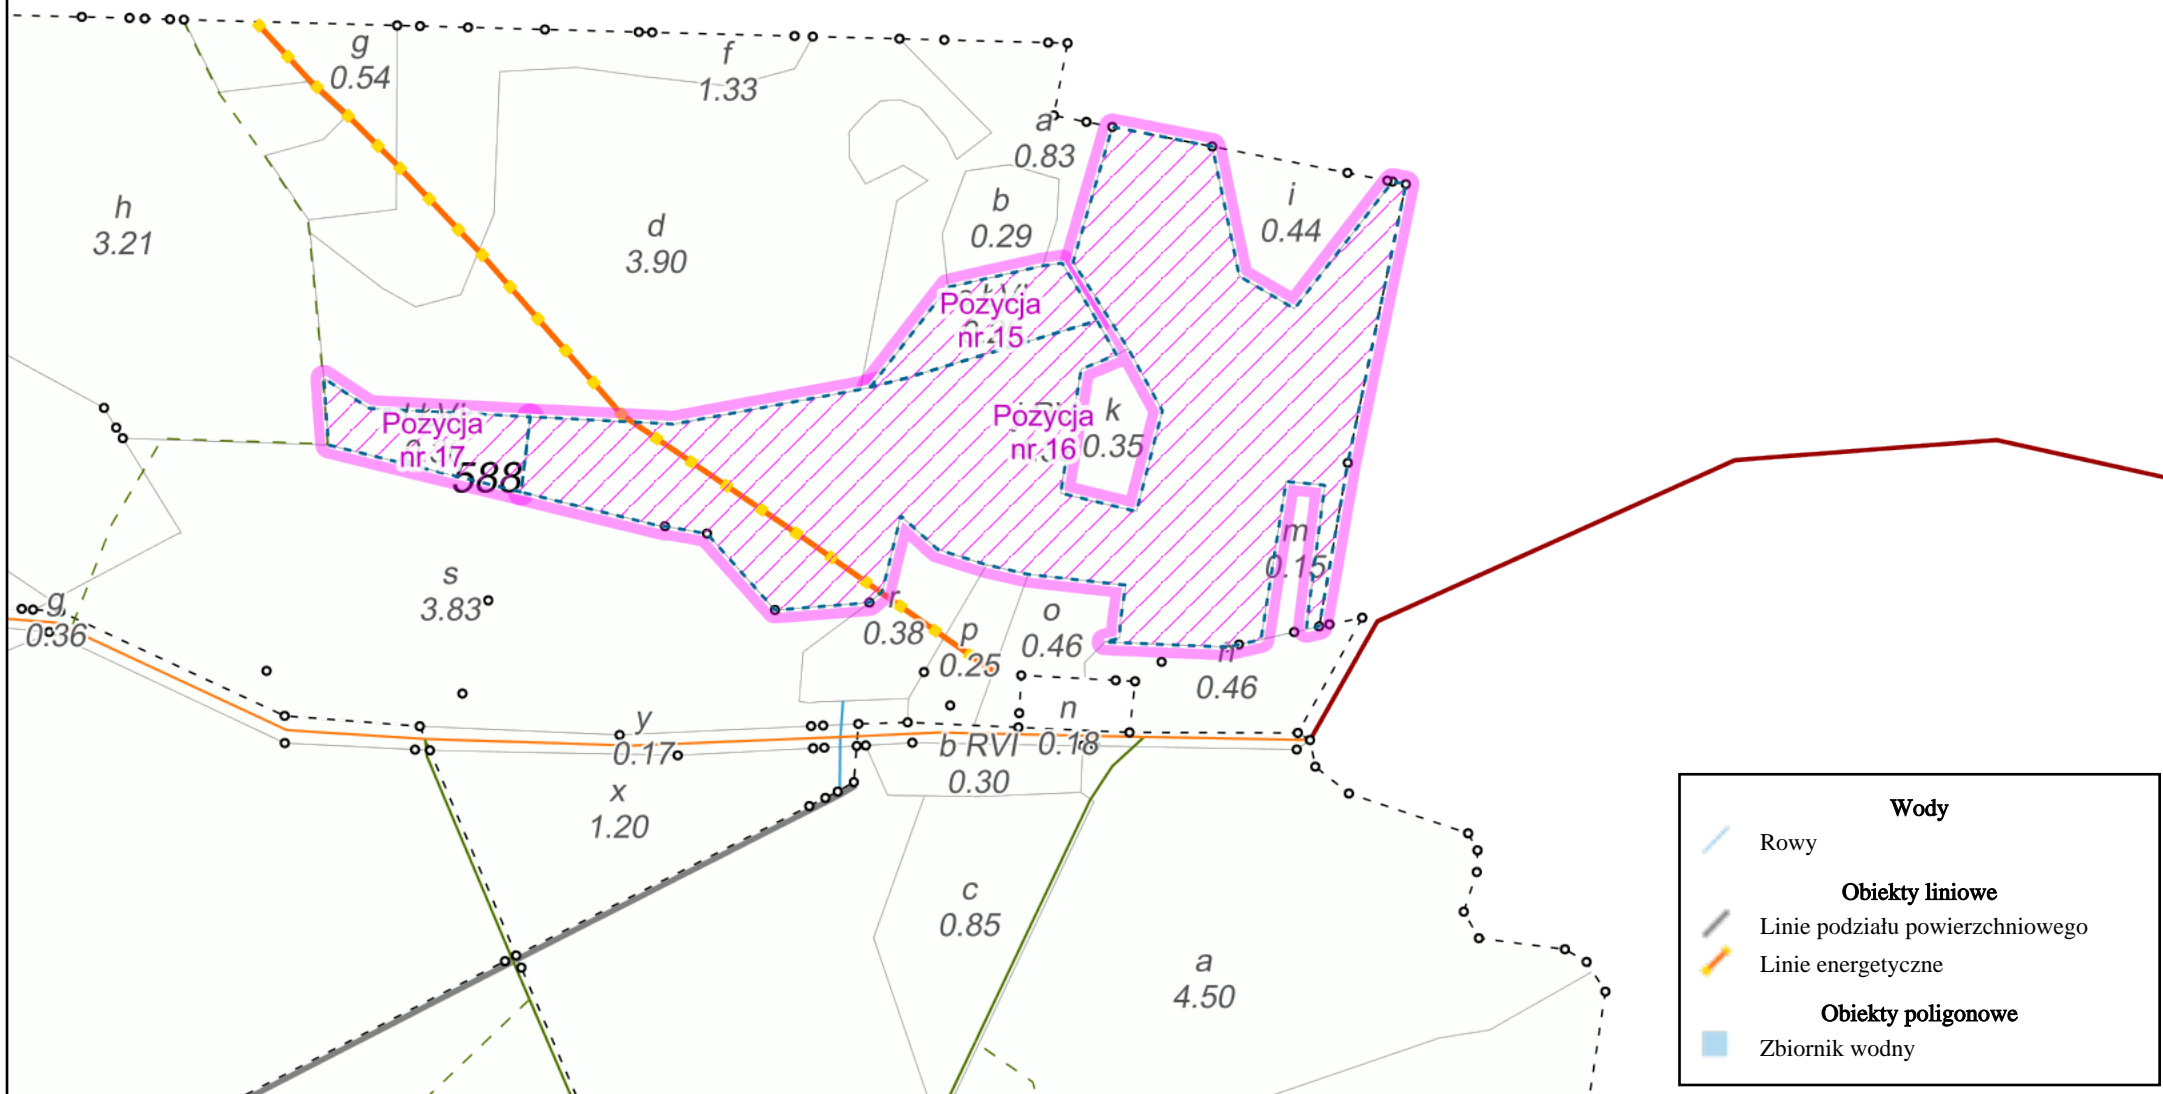 g
0.54
f
1.33
a
0.83
h
3.21
d
3.90
b
0.29
i
0.44
Pozycja
nr 15
Pozycja
nr 16
k
0.35
Pozycja
nr 17
588
m
0.15
s
3.83
g
0.36
r
0.38
p
0.25
o
0.46
n
0.46
n
0.18
y
0.17
b RVI
0.30
x
1.20
c
0.85
a
4.50
Wody
Rowy
Obiekty liniowe
Linie podziału powierzchniowego
Linie energetyczne
Obiekty poligonowe
Zbiornik wodny